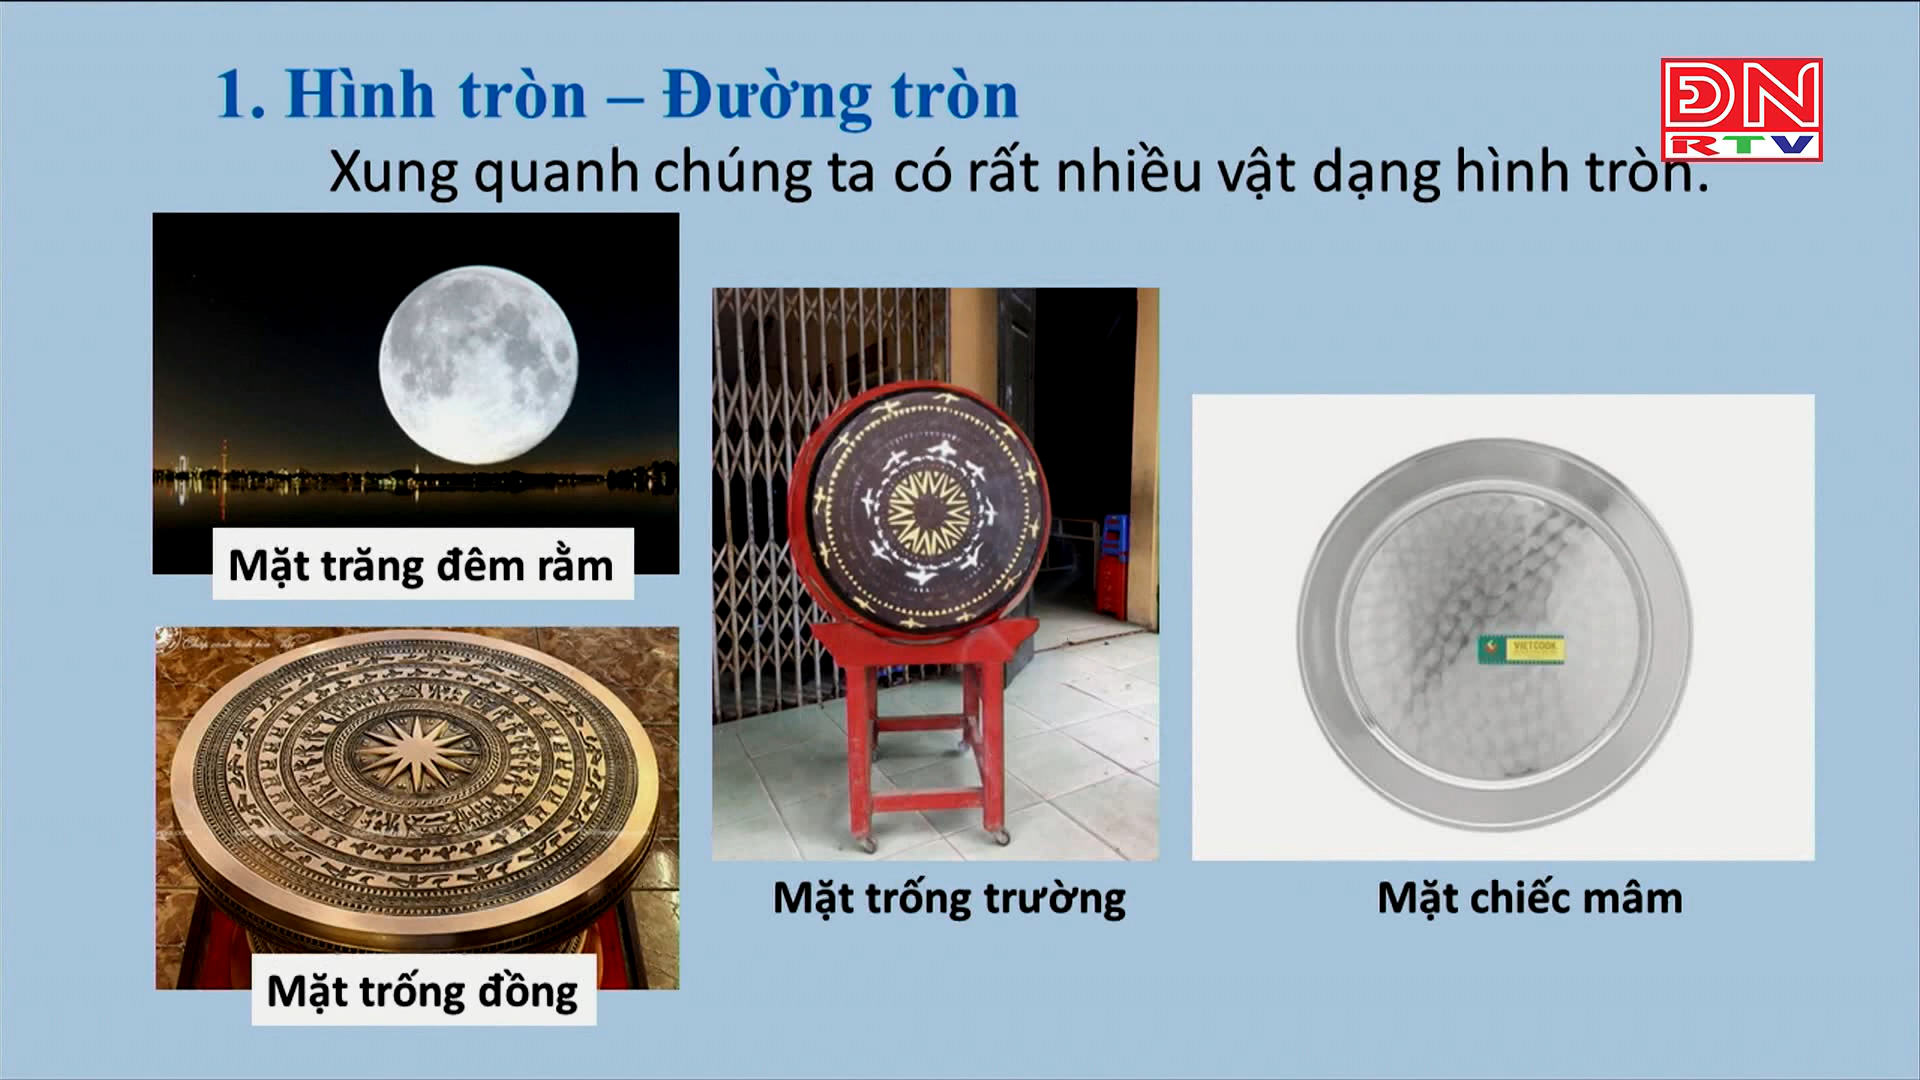 1. Hình tròn – Đường tròn
ĐN
RTV
Xung quanh chúng ta có rất nhiều vật dạng hình tròn.
Mặt trăng đêm rằm
VIETCOOK
Mặt trống trường
Mặt chiếc mâm
Mặt trống đồng